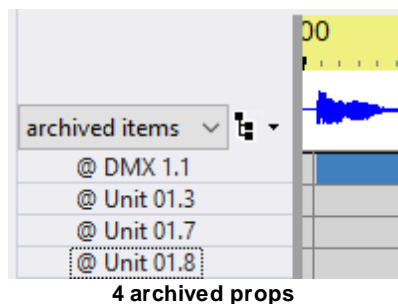 00
archived items
@ DMX 1.1
@ Unit 01.3
@ Unit 01.7
@ Unit 01.8
4 archived props